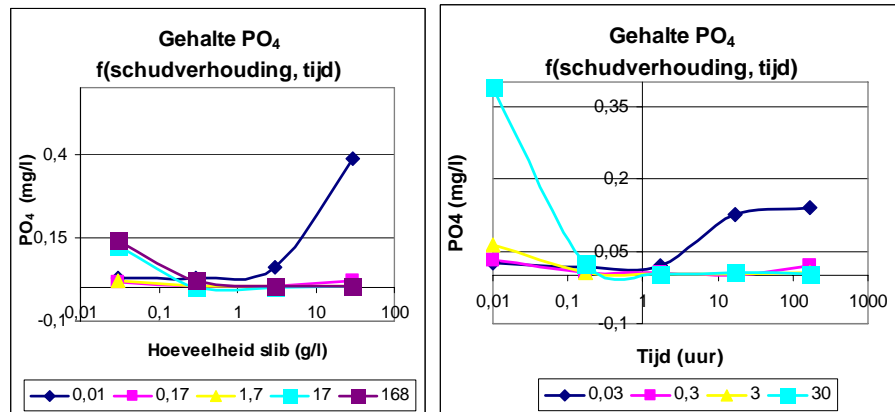 Gehalte PO4
f(schudverhouding, tijd)
0,4
0,15
-0,1
0,01 0,1 1 10 100
PO4 (mg/l)
Hoeveelheid slib (g/l)
0,01 0,17 1,7 17 168
Gehalte PO4
f(schudverhouding, tijd)
0,35
0,2
0,05
-0,1
0,01 0,1 1 10 100 1000
PO4 (mg/l)
Tijd (uur)
0,03 0,3 3 30